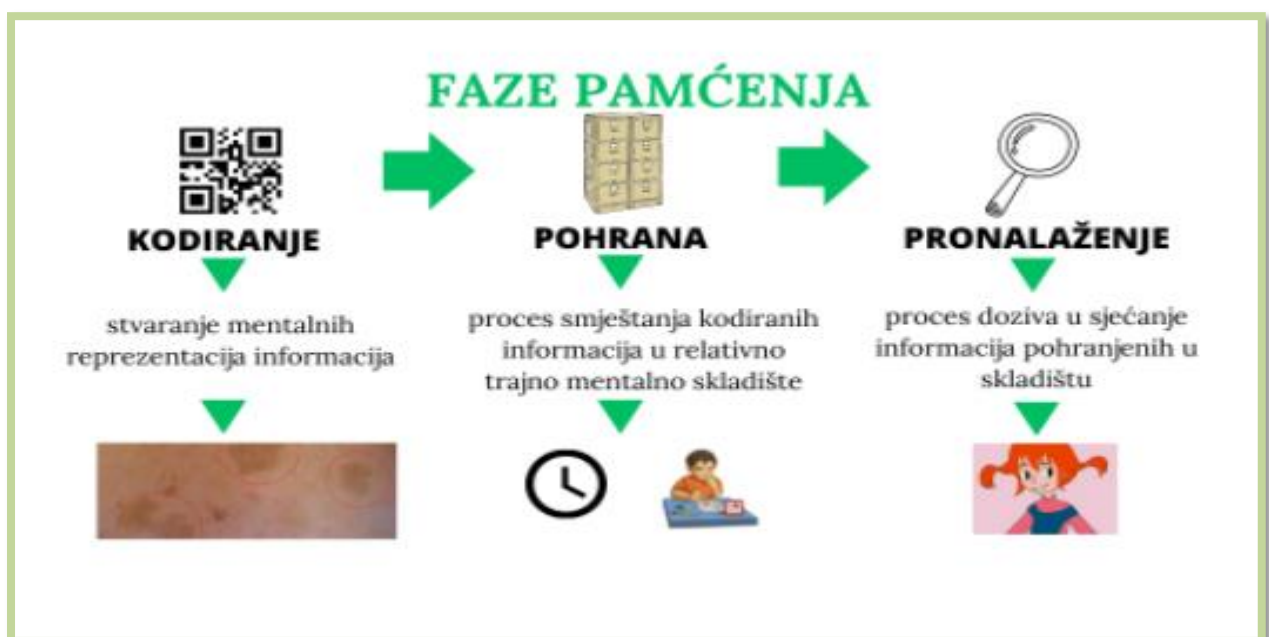 FAZE PAMĆENJA
KODIRANJE
stvaranje mentalnih
reprezentacija informacija
POHRANA
proces smještanja kodiranih
informacija u relativno
trajno mentalno skladište
PRONALAŽENJE
proces doziva u sjećanje
informacija pohranjenih u
skladištu